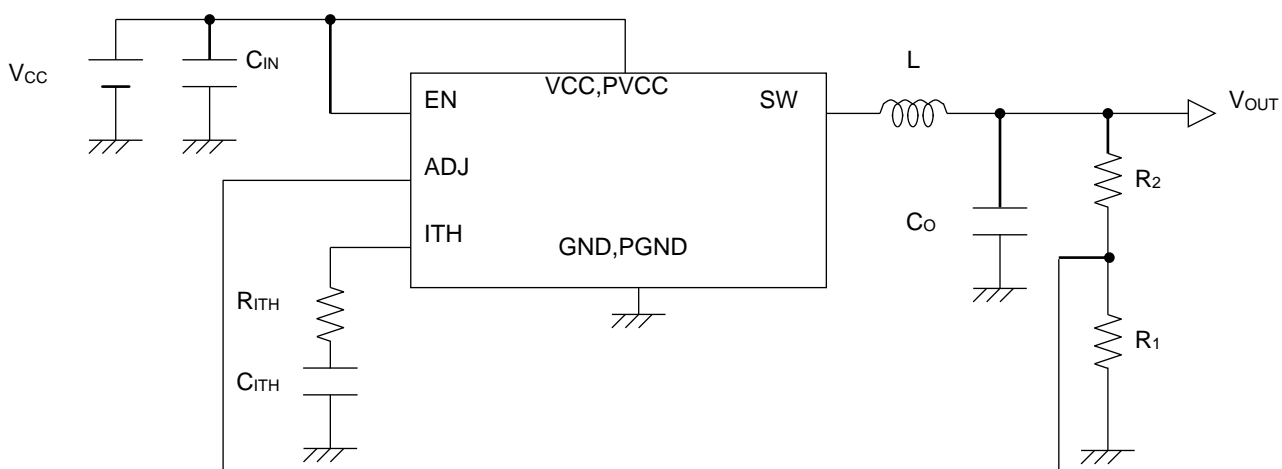 VCC
CIN
VCC,PVCC
EN
SW
L
VOUT
ADJ
R2
ITH
GND,PGND
CO
RITH
R1
CITH